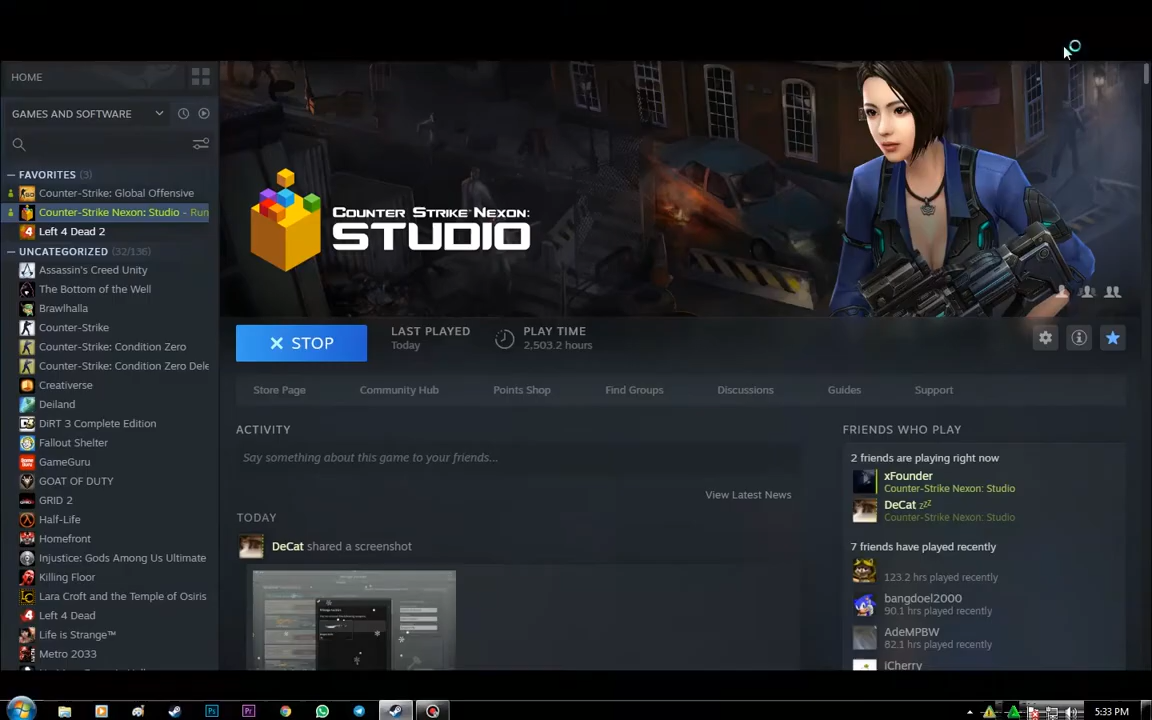 HOME
GAMES AND SOFTWARE
FAVORITES (3)
Counter-Strike: Global Offensive
Counter-Strike Nexon: Studio - Run
Left 4 Dead 2
UNCATEGORIZED (32/136)
Assassin's Creed Unity
The Bottom of the Well
Brawlhalla
Counter-Strike
Counter-Strike: Condition Zero
Counter-Strike: Condition Zero Dele
Creativerse
Deiland
DiRT 3 Complete Edition
Fallout Shelter
GameGuru
GOAT OF DUTY
GRID 2
Half-Life
Homefront
Injustice: Gods Among Us Ultimate
Killing Floor
Lara Croft and the Temple of Osiris
Left 4 Dead
Life is Strange™
Metro 2033
COUNTER STRIKE NEXON:
STUDIO
STOP
LAST PLAYED
Today
PLAY TIME
2,503.2 hours
Store Page
Community Hub
Points Shop
Find Groups
Discussions
Guides
Support
ACTIVITY
Say something about this game to your friends...
View Latest News
TODAY
DeCat shared a screenshot
FRIENDS WHO PLAY
2 friends are playing right now
xFounder
Counter-Strike Nexon: Studio
DeCat zzz
Counter-Strike Nexon: Studio
7 friends have played recently
123.2 hrs played recently
bangdoel2000
90.1 hrs played recently
AdeMPBW
82.1 hrs played recently
iCherry
Ps
Pr
5:33 PM